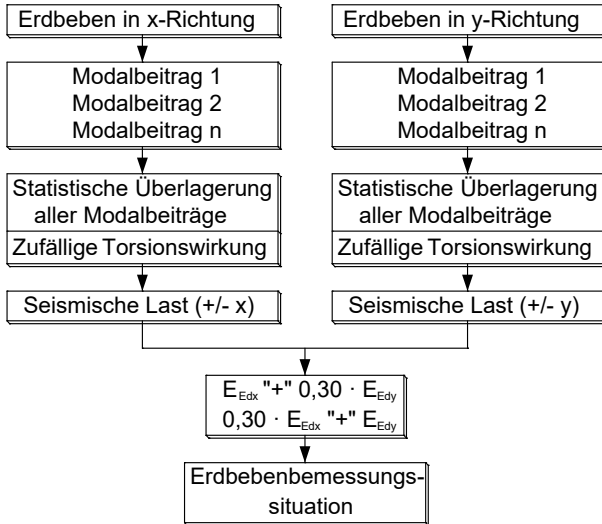 Erdbeben in x-Richtung
Modalbeitrag 1
Modalbeitrag 2
Modalbeitrag n
Statistische Überlagerung
aller Modalbeiträge
Zufällige Torsionswirkung
Seismische Last (+/- x)
Erdbeben in y-Richtung
Modalbeitrag 1
Modalbeitrag 2
Modalbeitrag n
Statistische Überlagerung
aller Modalbeiträge
Zufällige Torsionswirkung
Seismische Last (+/- y)
E_Edx "+" 0,30 · E_Edy
0,30 · E_Edx "+" E_Edy
Erdbebenbemessungs-
situation